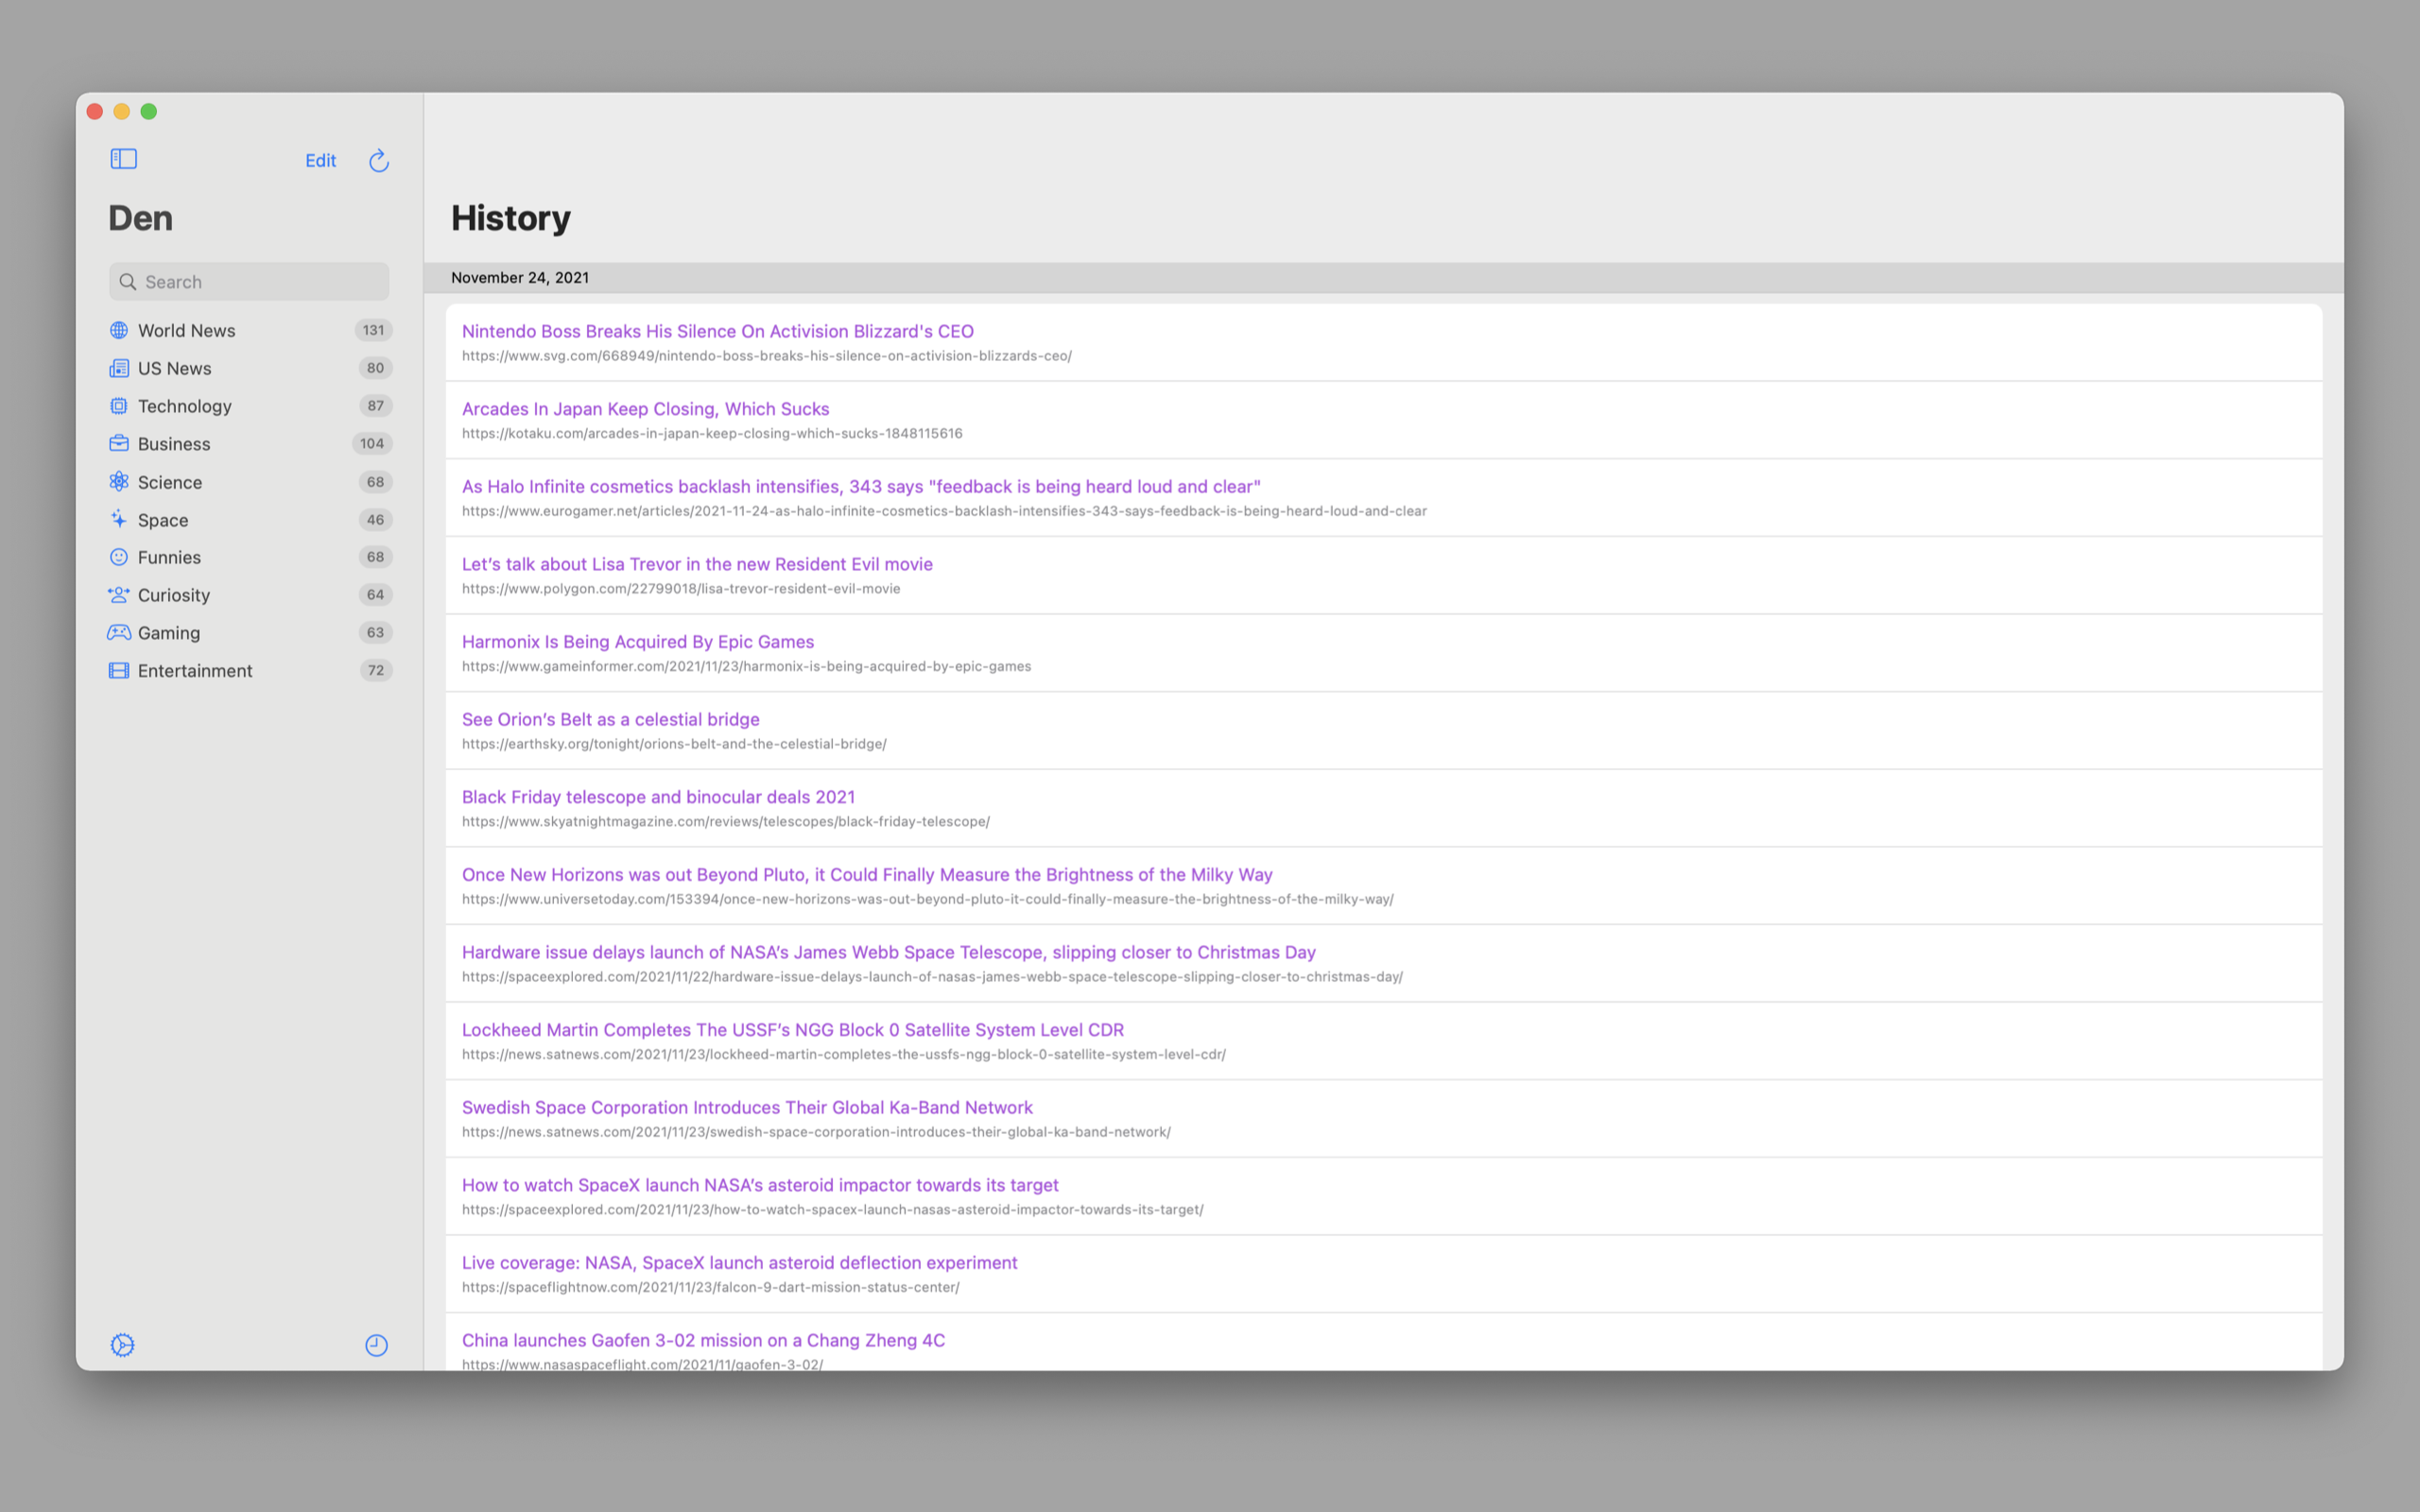 Edit
Den
Search
World News 131
US News 80
Technology 87
Business 104
Science 68
Space 46
Funnies 68
Curiosity 64
Gaming 63
Entertainment 72
History
November 24, 2021
Nintendo Boss Breaks His Silence On Activision Blizzard's CEO
https://www.svg.com/668949/nintendo-boss-breaks-his-silence-on-activision-blizzards-ceo/
Arcades In Japan Keep Closing, Which Sucks
https://kotaku.com/arcades-in-japan-keep-closing-which-sucks-1848115616
As Halo Infinite cosmetics backlash intensifies, 343 says "feedback is being heard loud and clear"
https://www.eurogamer.net/articles/2021-11-24-as-halo-infinite-cosmetics-backlash-intensifies-343-says-feedback-is-being-heard-loud-and-clear
Let’s talk about Lisa Trevor in the new Resident Evil movie
https://www.polygon.com/22799018/lisa-trevor-resident-evil-movie
Harmonix Is Being Acquired By Epic Games
https://www.gameinformer.com/2021/11/23/harmonix-is-being-acquired-by-epic-games
See Orion’s Belt as a celestial bridge
https://earthsky.org/tonight/orions-belt-and-the-celestial-bridge/
Black Friday telescope and binocular deals 2021
https://www.skyatnightmagazine.com/reviews/telescopes/black-friday-telescope/
Once New Horizons was out Beyond Pluto, it Could Finally Measure the Brightness of the Milky Way
https://www.universetoday.com/153394/once-new-horizons-was-out-beyond-pluto-it-could-finally-measure-the-brightness-of-the-milky-way/
Hardware issue delays launch of NASA’s James Webb Space Telescope, slipping closer to Christmas Day
https://spaceexplored.com/2021/11/22/hardware-issue-delays-launch-of-nasas-james-webb-space-telescope-slipping-closer-to-christmas-day/
Lockheed Martin Completes The USSF’s NGG Block 0 Satellite System Level CDR
https://news.satnews.com/2021/11/23/lockheed-martin-completes-the-ussfs-ngg-block-0-satellite-system-level-cdr/
Swedish Space Corporation Introduces Their Global Ka-Band Network
https://news.satnews.com/2021/11/23/swedish-space-corporation-introduces-their-global-ka-band-network/
How to watch SpaceX launch NASA’s asteroid impactor towards its target
https://spaceexplored.com/2021/11/23/how-to-watch-spacex-launch-nasas-asteroid-impactor-towards-its-target/
Live coverage: NASA, SpaceX launch asteroid deflection experiment
https://spaceflightnow.com/2021/11/23/falcon-9-dart-mission-status-center/
China launches Gaofen 3-02 mission on a Chang Zheng 4C
https://www.nasaspaceflight.com/2021/11/gaofen-3-02/